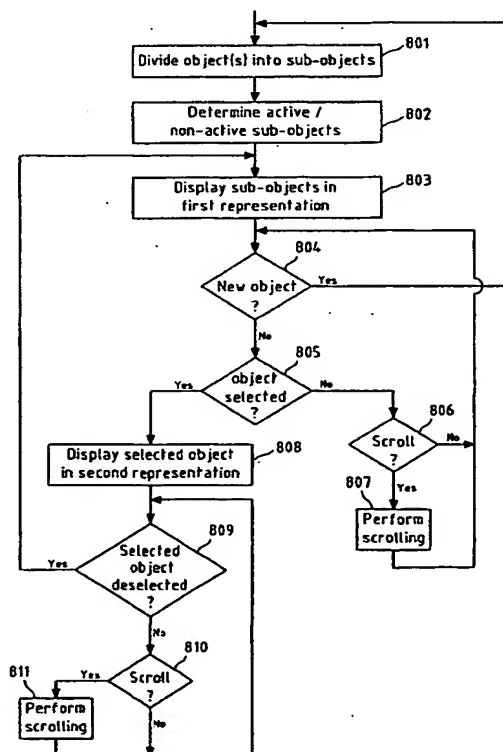 801
Divide object(s) into sub-objects
802
Determine active /
non-active sub-objects
803
Display sub-objects in
first representation
804
New object
?
Yes
No
805
object
selected
?
Yes
No
806
Scroll
?
No
Yes
807
Perform
scrolling
808
Display selected object
in second representation
809
Selected
object
deselected
?
Yes
No
810
Scroll
?
Yes
No
811
Perform
scrolling